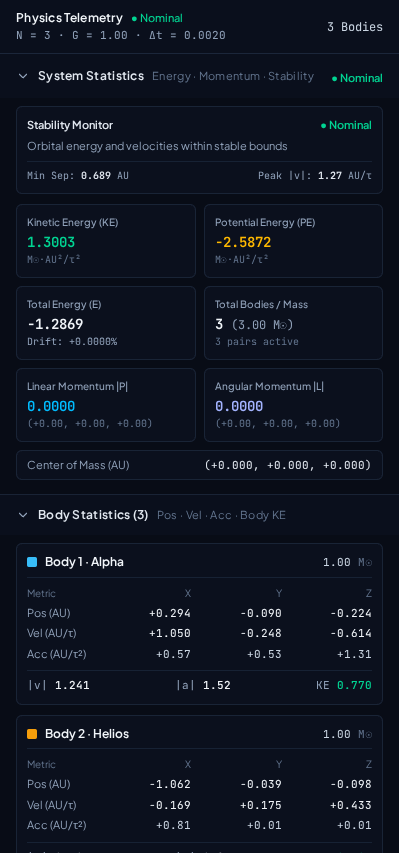 Physics Telemetry ● Nominal
N = 3 · G = 1.00 · Δt = 0.0020
3 Bodies
System Statistics Energy · Momentum · Stability ● Nominal
Stability Monitor ● Nominal
Orbital energy and velocities within stable bounds
Min Sep: 0.689 AU Peak |v|: 1.27 AU/τ
Kinetic Energy (KE)
1.3003
M☉·AU²/τ²
Potential Energy (PE)
-2.5872
M☉·AU²/τ²
Total Energy (E)
-1.2869
Drift: +0.0000%
Total Bodies / Mass
3 (3.00 M☉)
3 pairs active
Linear Momentum |P|
0.0000
(+0.00, +0.00, +0.00)
Angular Momentum |L|
0.0000
(+0.00, +0.00, +0.00)
Center of Mass (AU) (+0.000, +0.000, +0.000)
Body Statistics (3) Pos · Vel · Acc · Body KE
Body 1 · Alpha 1.00 M☉
Metric X Y Z
Pos (AU) +0.294 -0.090 -0.224
Vel (AU/τ) +1.050 -0.248 -0.614
Acc (AU/τ²) +0.57 +0.53 +1.31
|v| 1.241 |a| 1.52 KE 0.770
Body 2 · Helios 1.00 M☉
Metric X Y Z
Pos (AU) -1.062 -0.039 -0.098
Vel (AU/τ) -0.169 +0.175 +0.433
Acc (AU/τ²) +0.81 +0.01 +0.01